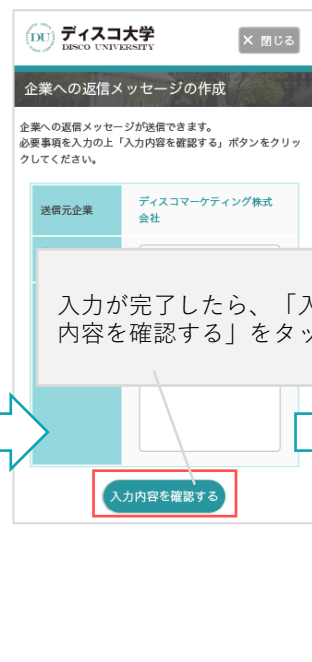 DU ディスコ大学
DISCO UNIVERSITY
× 閉じる
企業への返信メッセージの作成
企業への返信メッセージが送信できます。
必要事項を入力の上「入力内容を確認する」ボタンをクリッ
クしてください。
送信元企業
ディスコマーケティング株式
会社
入力が完了したら、「入
内容を確認する」をタッ
入力内容を確認する